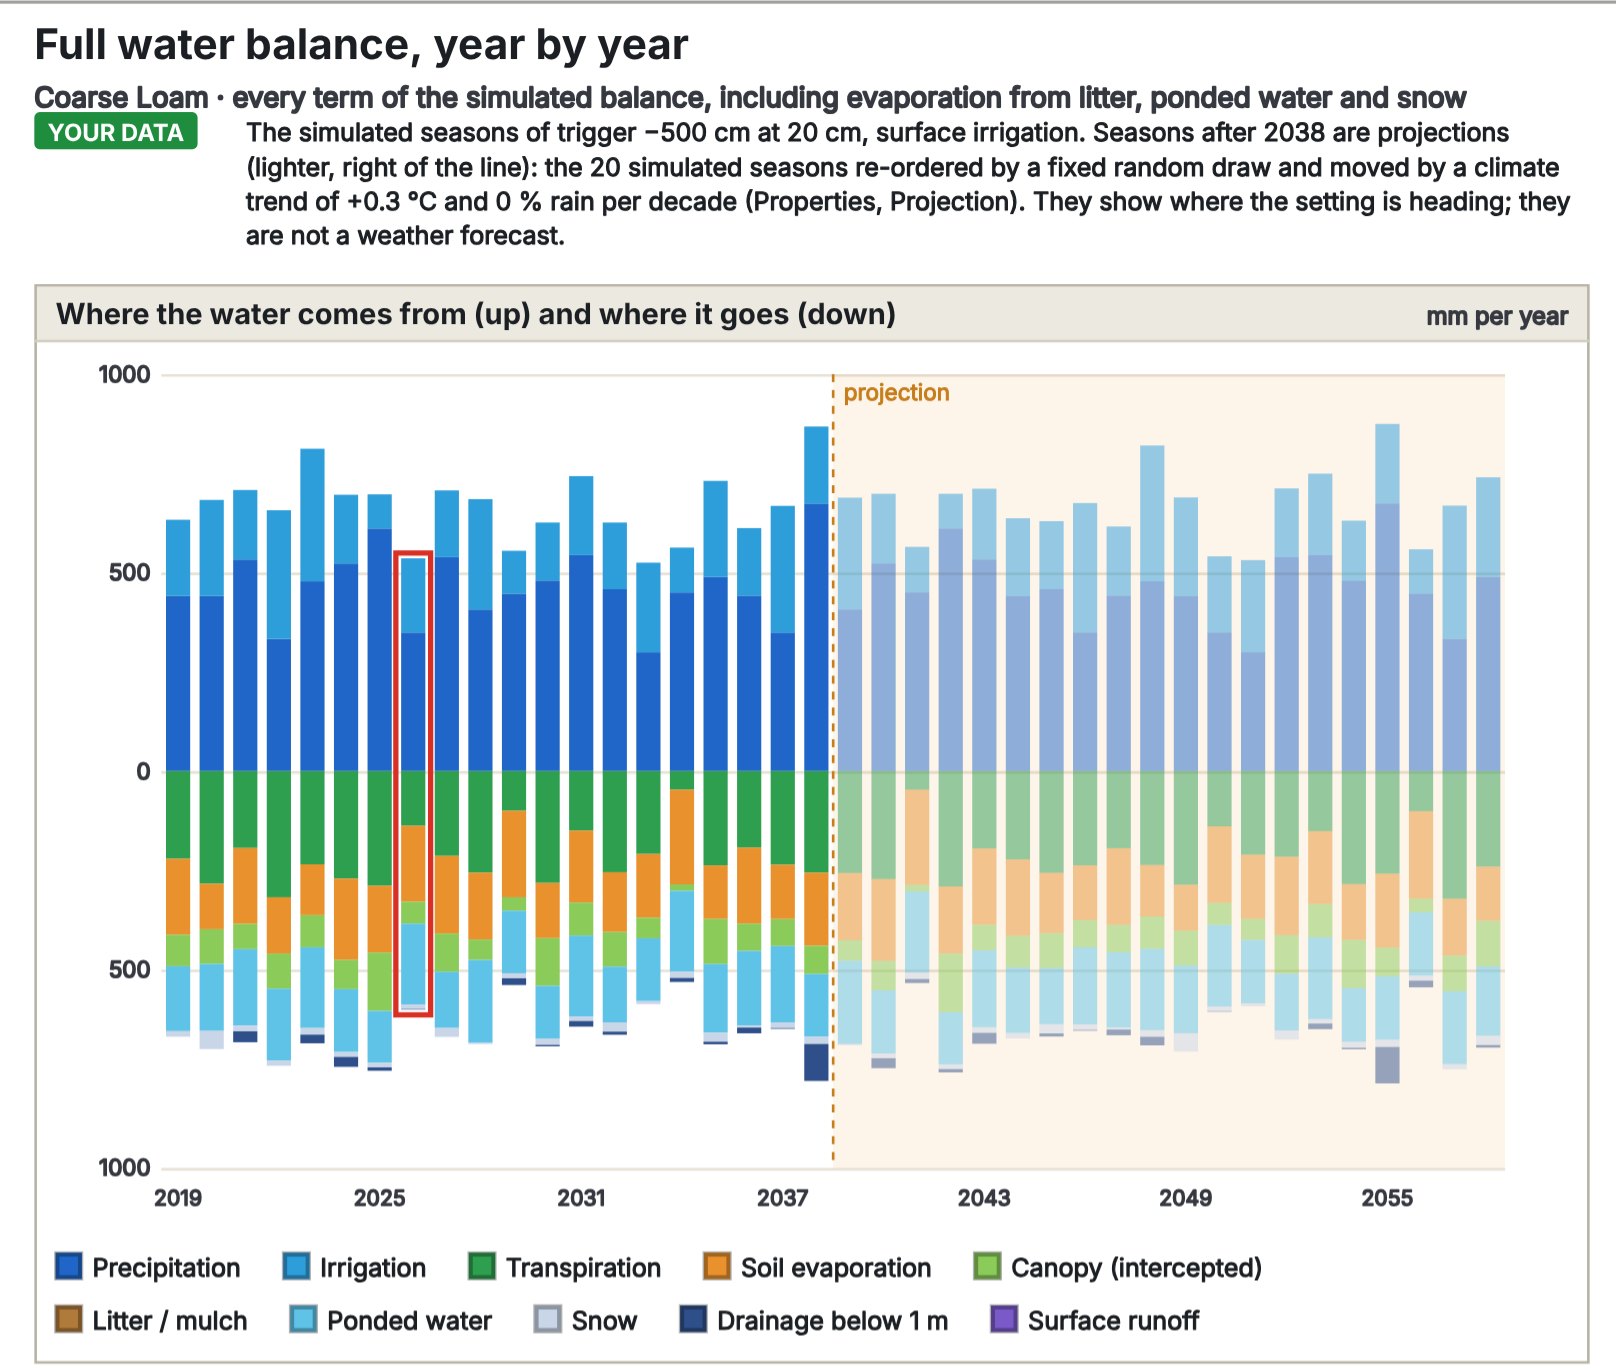 Full water balance, year by year
Coarse Loam · every term of the simulated balance, including evaporation from litter, ponded water and snow
YOUR DATA
The simulated seasons of trigger −500 cm at 20 cm, surface irrigation. Seasons after 2038 are projections
(lighter, right of the line): the 20 simulated seasons re-ordered by a fixed random draw and moved by a climate
trend of +0.3 °C and 0 % rain per decade (Properties, Projection). They show where the setting is heading; they
are not a weather forecast.
Where the water comes from (up) and where it goes (down)
mm per year
1000
projection
500
0
500
1000
2019 2025 2031 2037 2043 2049 2055
Precipitation Irrigation Transpiration Soil evaporation Canopy (intercepted)
Litter / mulch Ponded water Snow Drainage below 1 m Surface runoff